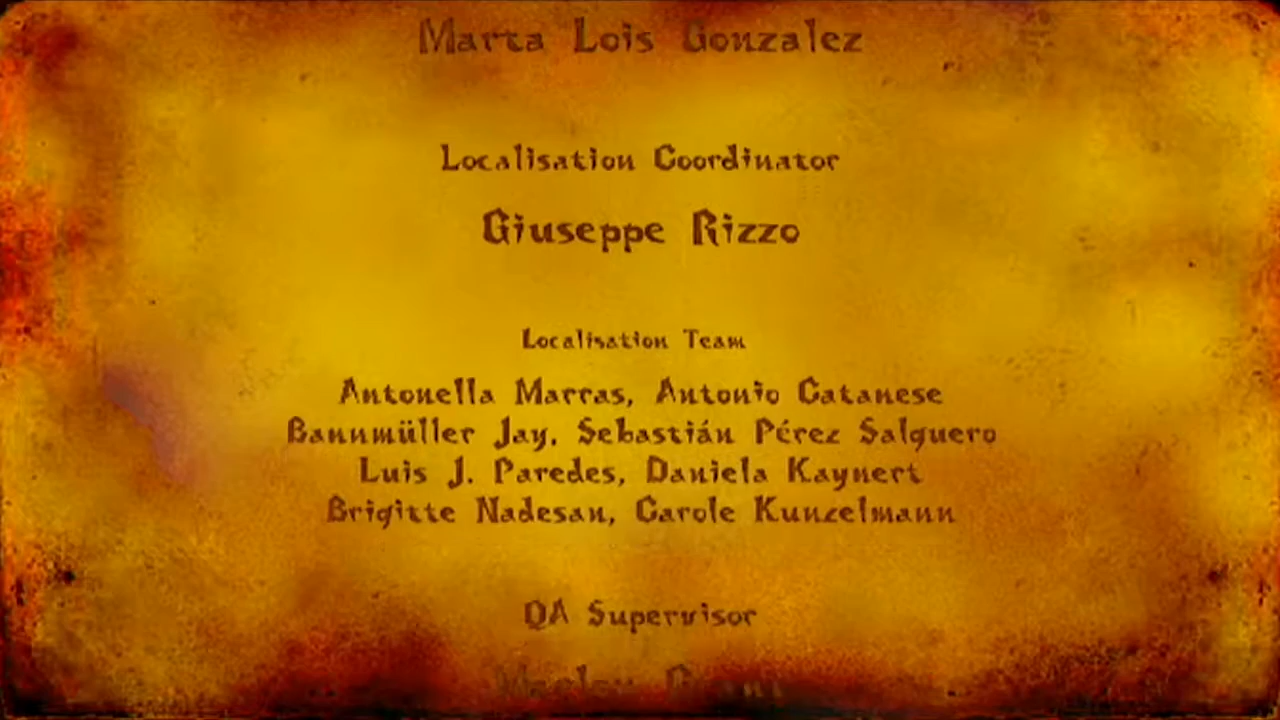 Marta Lois Gonzalez
Localisation Coordinator
Giuseppe Rizzo
Localisation Team
Antonella Marras, Antonio Catanese
Bannmüller Jay, Sebastián Pérez Salguero
Luis J. Paredes, Daniela Kaynert
Brigitte Nadesan, Carole Kunzelmann
QA Supervisor